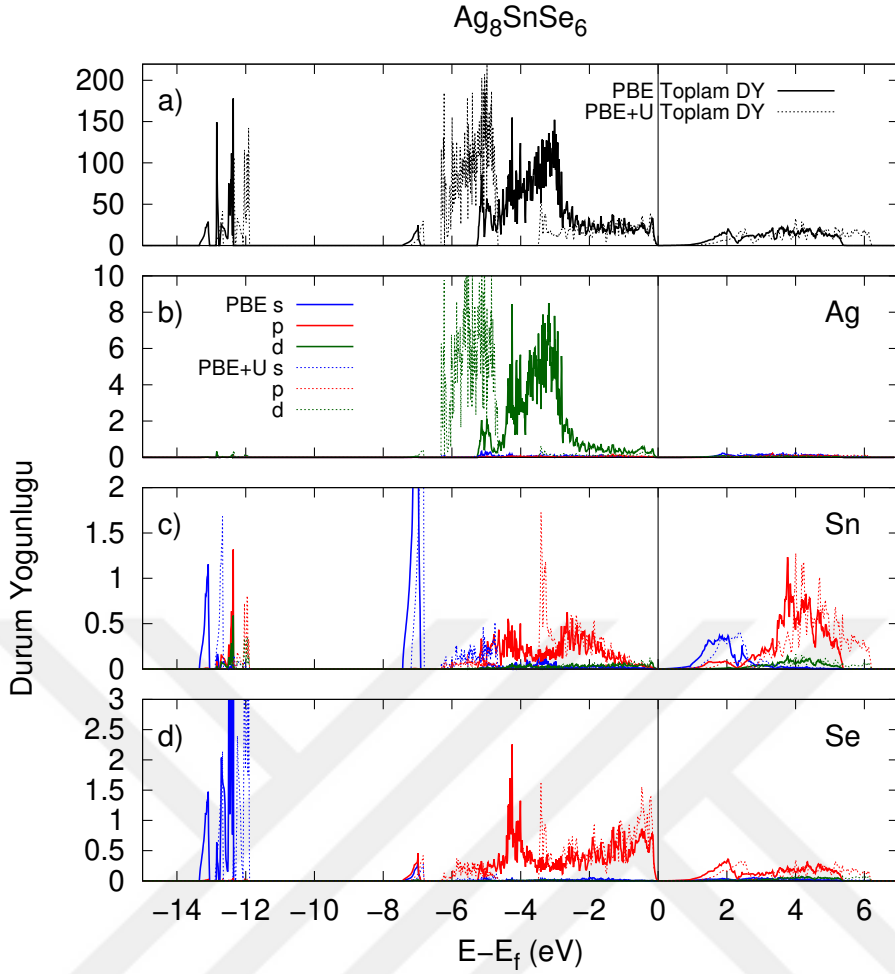 Ag₈SnSe₆
a)
PBE Toplam DY
PBE+U Toplam DY
200
150
100
50
0
b)
Ag
PBE s
p
d
PBE+U s
p
d
10
8
6
4
2
0
c)
Sn
2
1.5
1
0.5
0
d)
Se
3
2.5
2
1.5
1
0.5
0
−14 −12 −10 −8 −6 −4 −2 0 2 4 6
E−E_f (eV)
Durum Yogunlugu